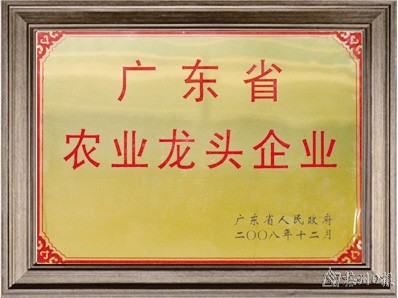 广东省
农业龙头企业
广东省人民政府
二〇〇八年十二月